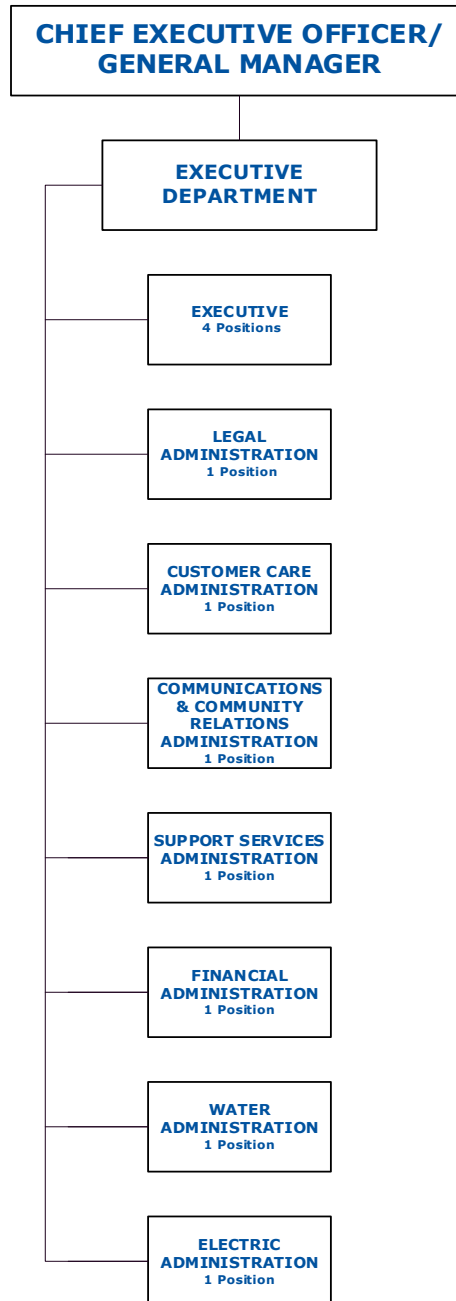 CHIEF EXECUTIVE OFFICER/
GENERAL MANAGER
EXECUTIVE
DEPARTMENT
EXECUTIVE
4 Positions
LEGAL
ADMINISTRATION
1 Position
CUSTOMER CARE
ADMINISTRATION
1 Position
COMMUNICATIONS
& COMMUNITY
RELATIONS
ADMINISTRATION
1 Position
SUPPORT SERVICES
ADMINISTRATION
1 Position
FINANCIAL
ADMINISTRATION
1 Position
WATER
ADMINISTRATION
1 Position
ELECTRIC
ADMINISTRATION
1 Position